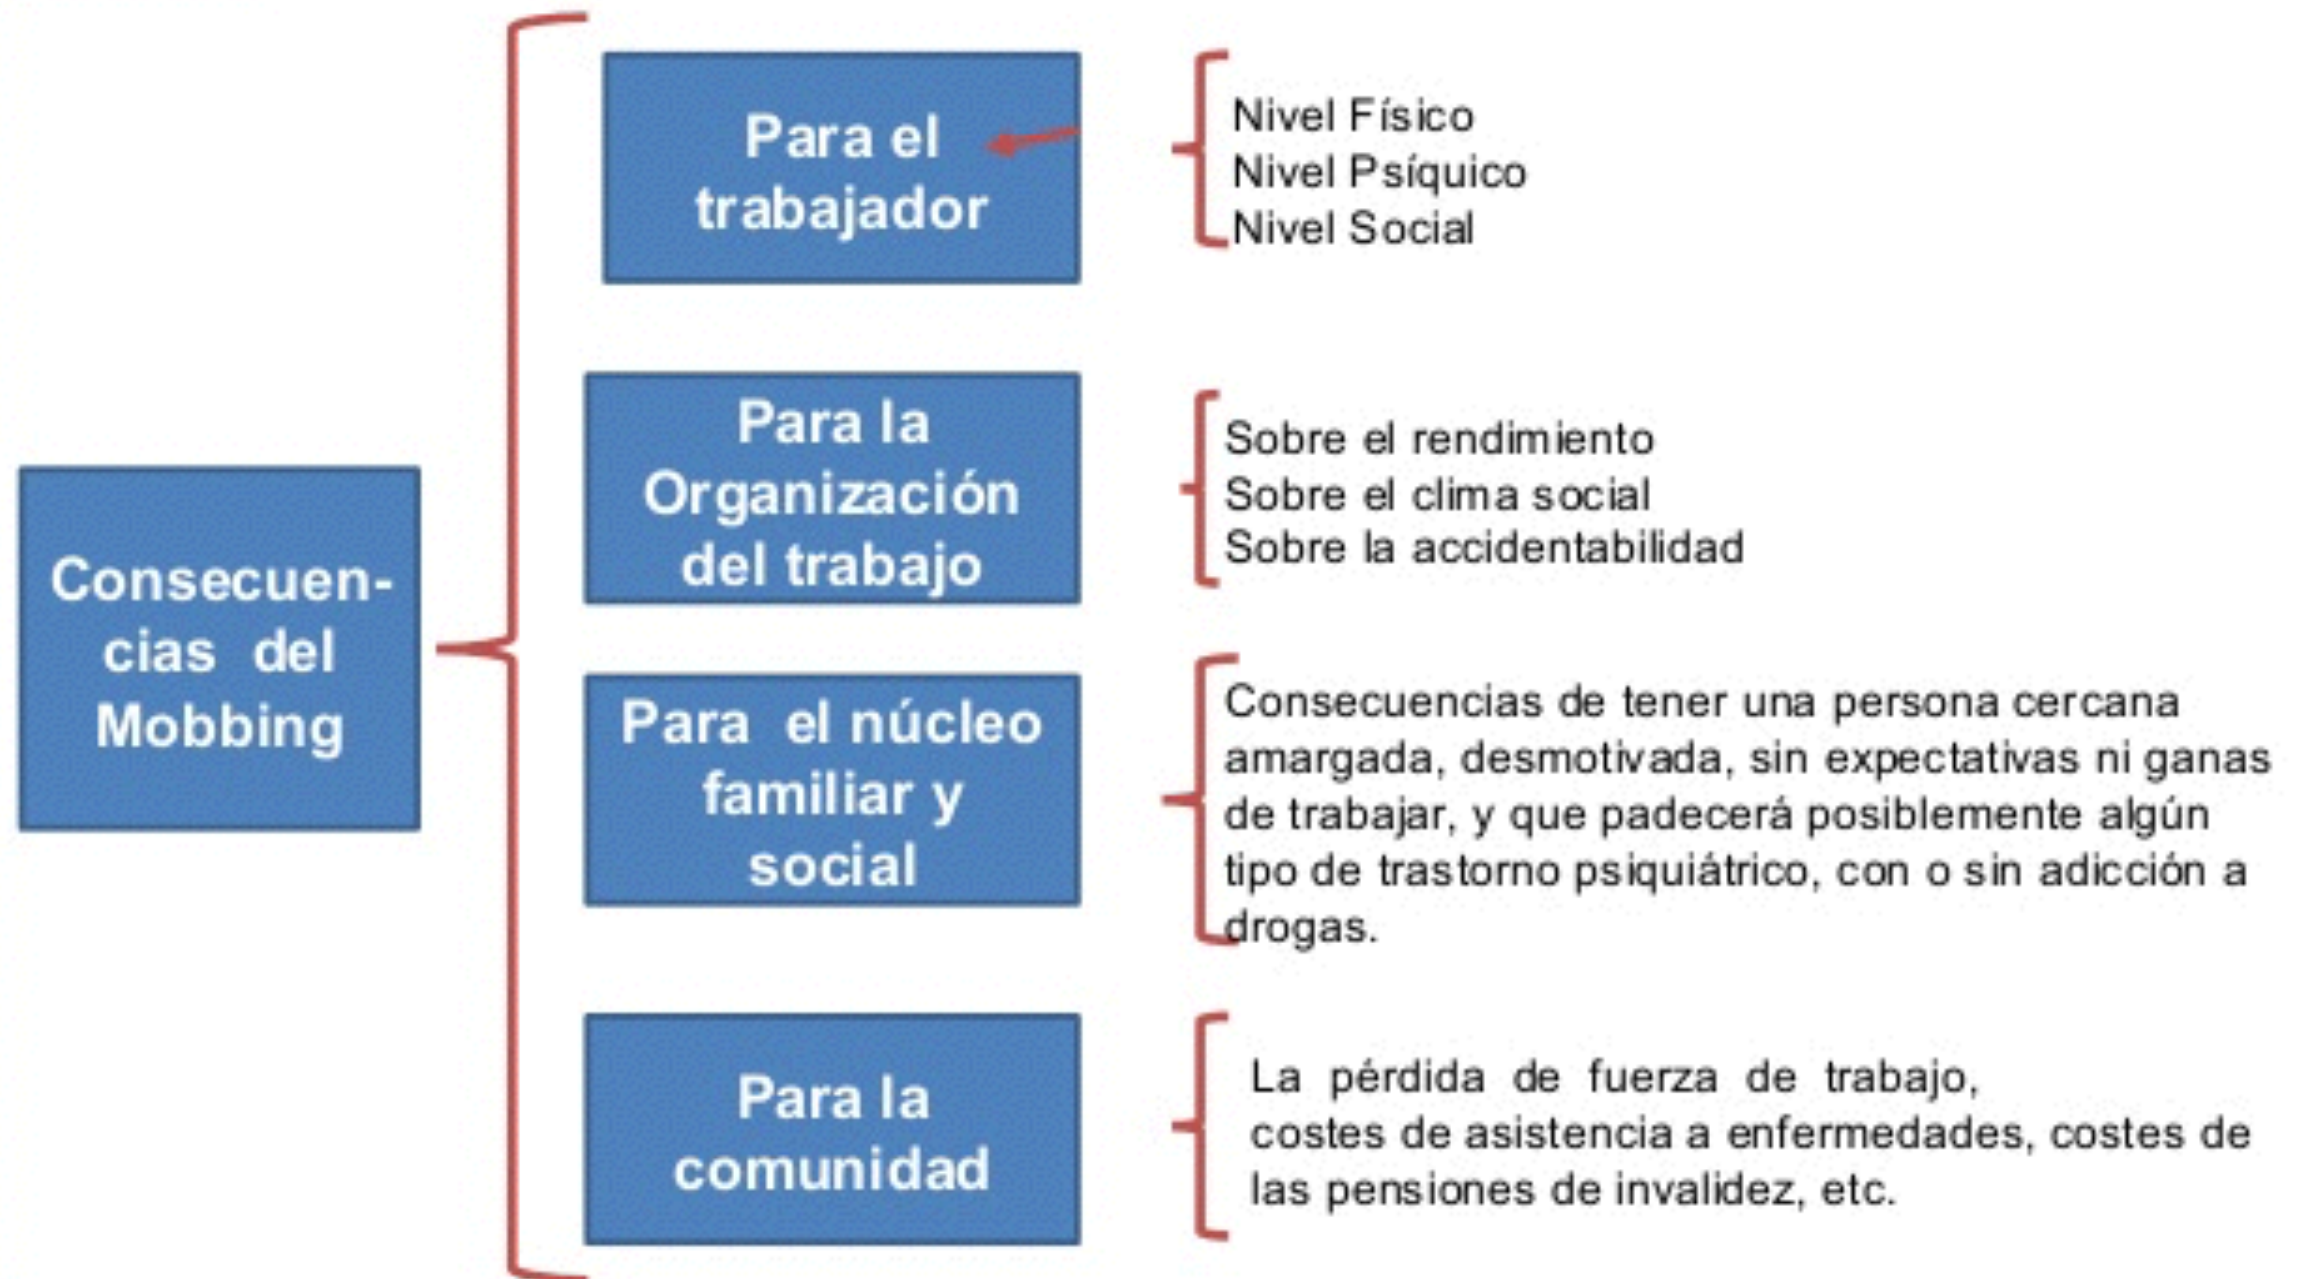 Consecuen-
cias del
Mobbing
Para el
trabajador
Nivel Físico
Nivel Psíquico
Nivel Social
Para la
Organización
del trabajo
Sobre el rendimiento
Sobre el clima social
Sobre la accidentabilidad
Para el núcleo
familiar y
social
Consecuencias de tener una persona cercana
amargada, desmotivada, sin expectativas ni ganas
de trabajar, y que padecerá posiblemente algún
tipo de trastorno psiquiátrico, con o sin adicción a
drogas.
Para la
comunidad
La pérdida de fuerza de trabajo,
costes de asistencia a enfermedades, costes de
las pensiones de invalidez, etc.